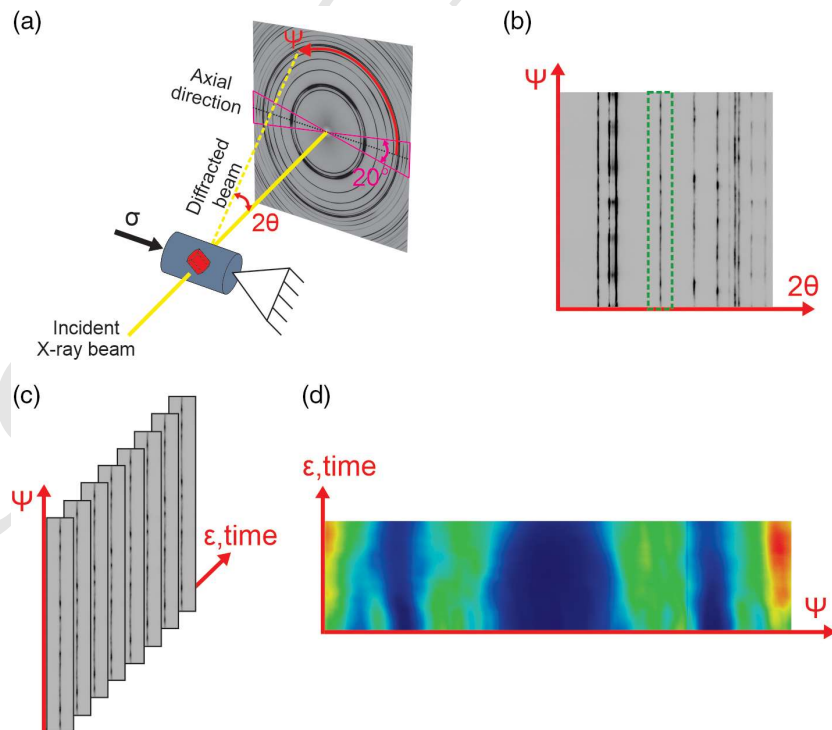 (a)
Ψ
Axial
direction
Diffracted
beam
20°
2θ
σ
Incident
X-ray beam
(b)
Ψ
2θ
(c)
Ψ
ε,time
(d)
ε,time
Ψ